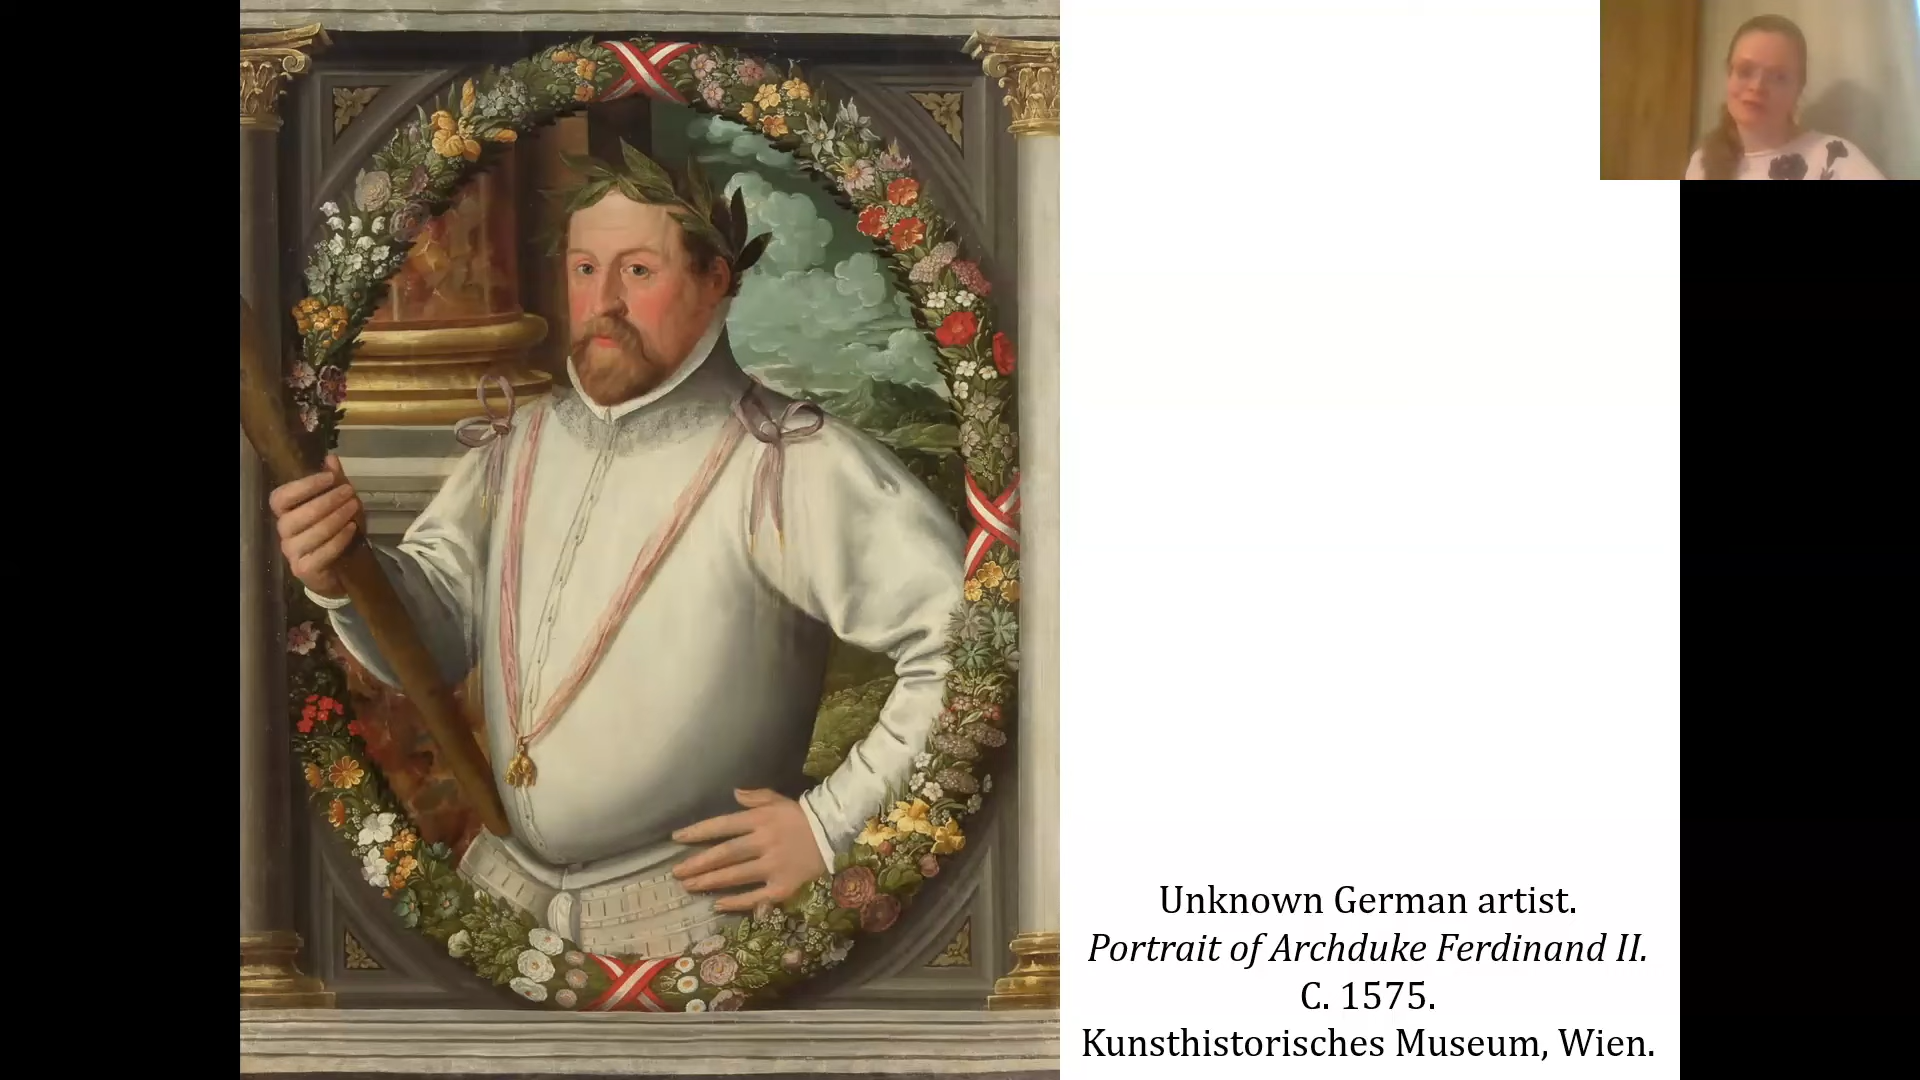 Unknown German artist.
Portrait of Archduke Ferdinand II.
C. 1575.
Kunsthistorisches Museum, Wien.